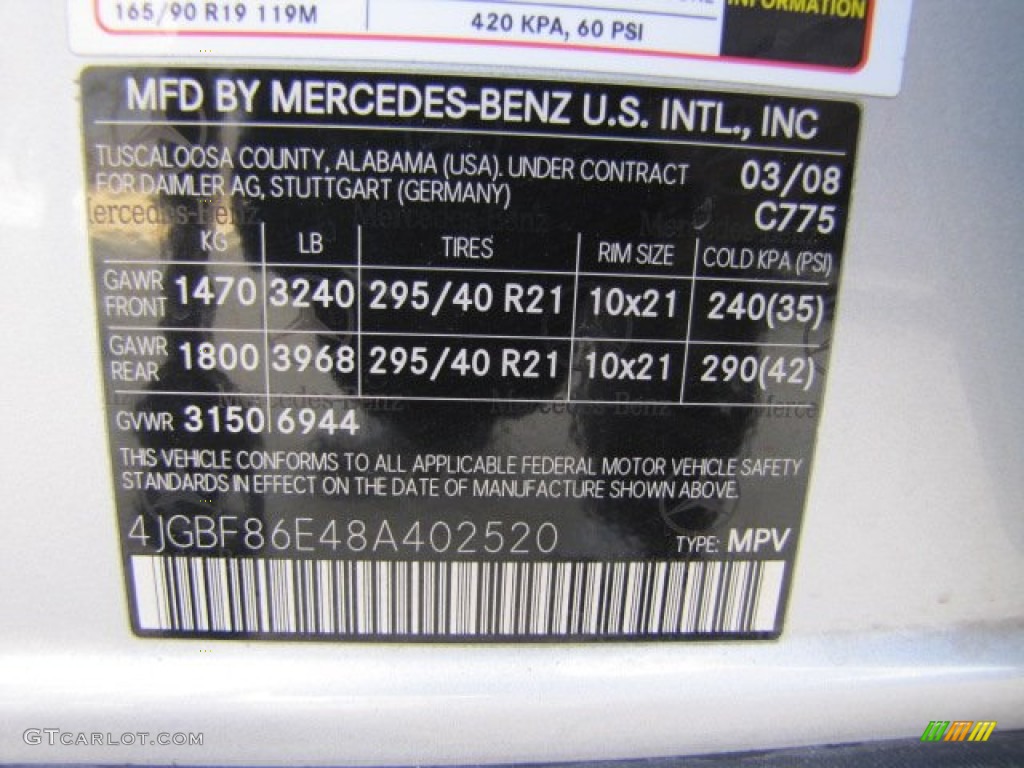 165/90 R19 119M
420 KPA, 60 PSI
INFORMATION
MFD BY MERCEDES-BENZ U.S. INTL., INC
TUSCALOOSA COUNTY, ALABAMA (USA). UNDER CONTRACT
FOR DAIMLER AG, STUTTGART (GERMANY)
03/08
C775
Mercedes-Benz
KG LB TIRES RIM SIZE COLD KPA (PSI)
GAWR FRONT 1470 3240 295/40 R21 10x21 240(35)
GAWR REAR 1800 3968 295/40 R21 10x21 290(42)
GVWR 3150 6944
THIS VEHICLE CONFORMS TO ALL APPLICABLE FEDERAL MOTOR VEHICLE SAFETY
STANDARDS IN EFFECT ON THE DATE OF MANUFACTURE SHOWN ABOVE.
4JGBF86E48A402520 TYPE: MPV
GTCARLOT.COM